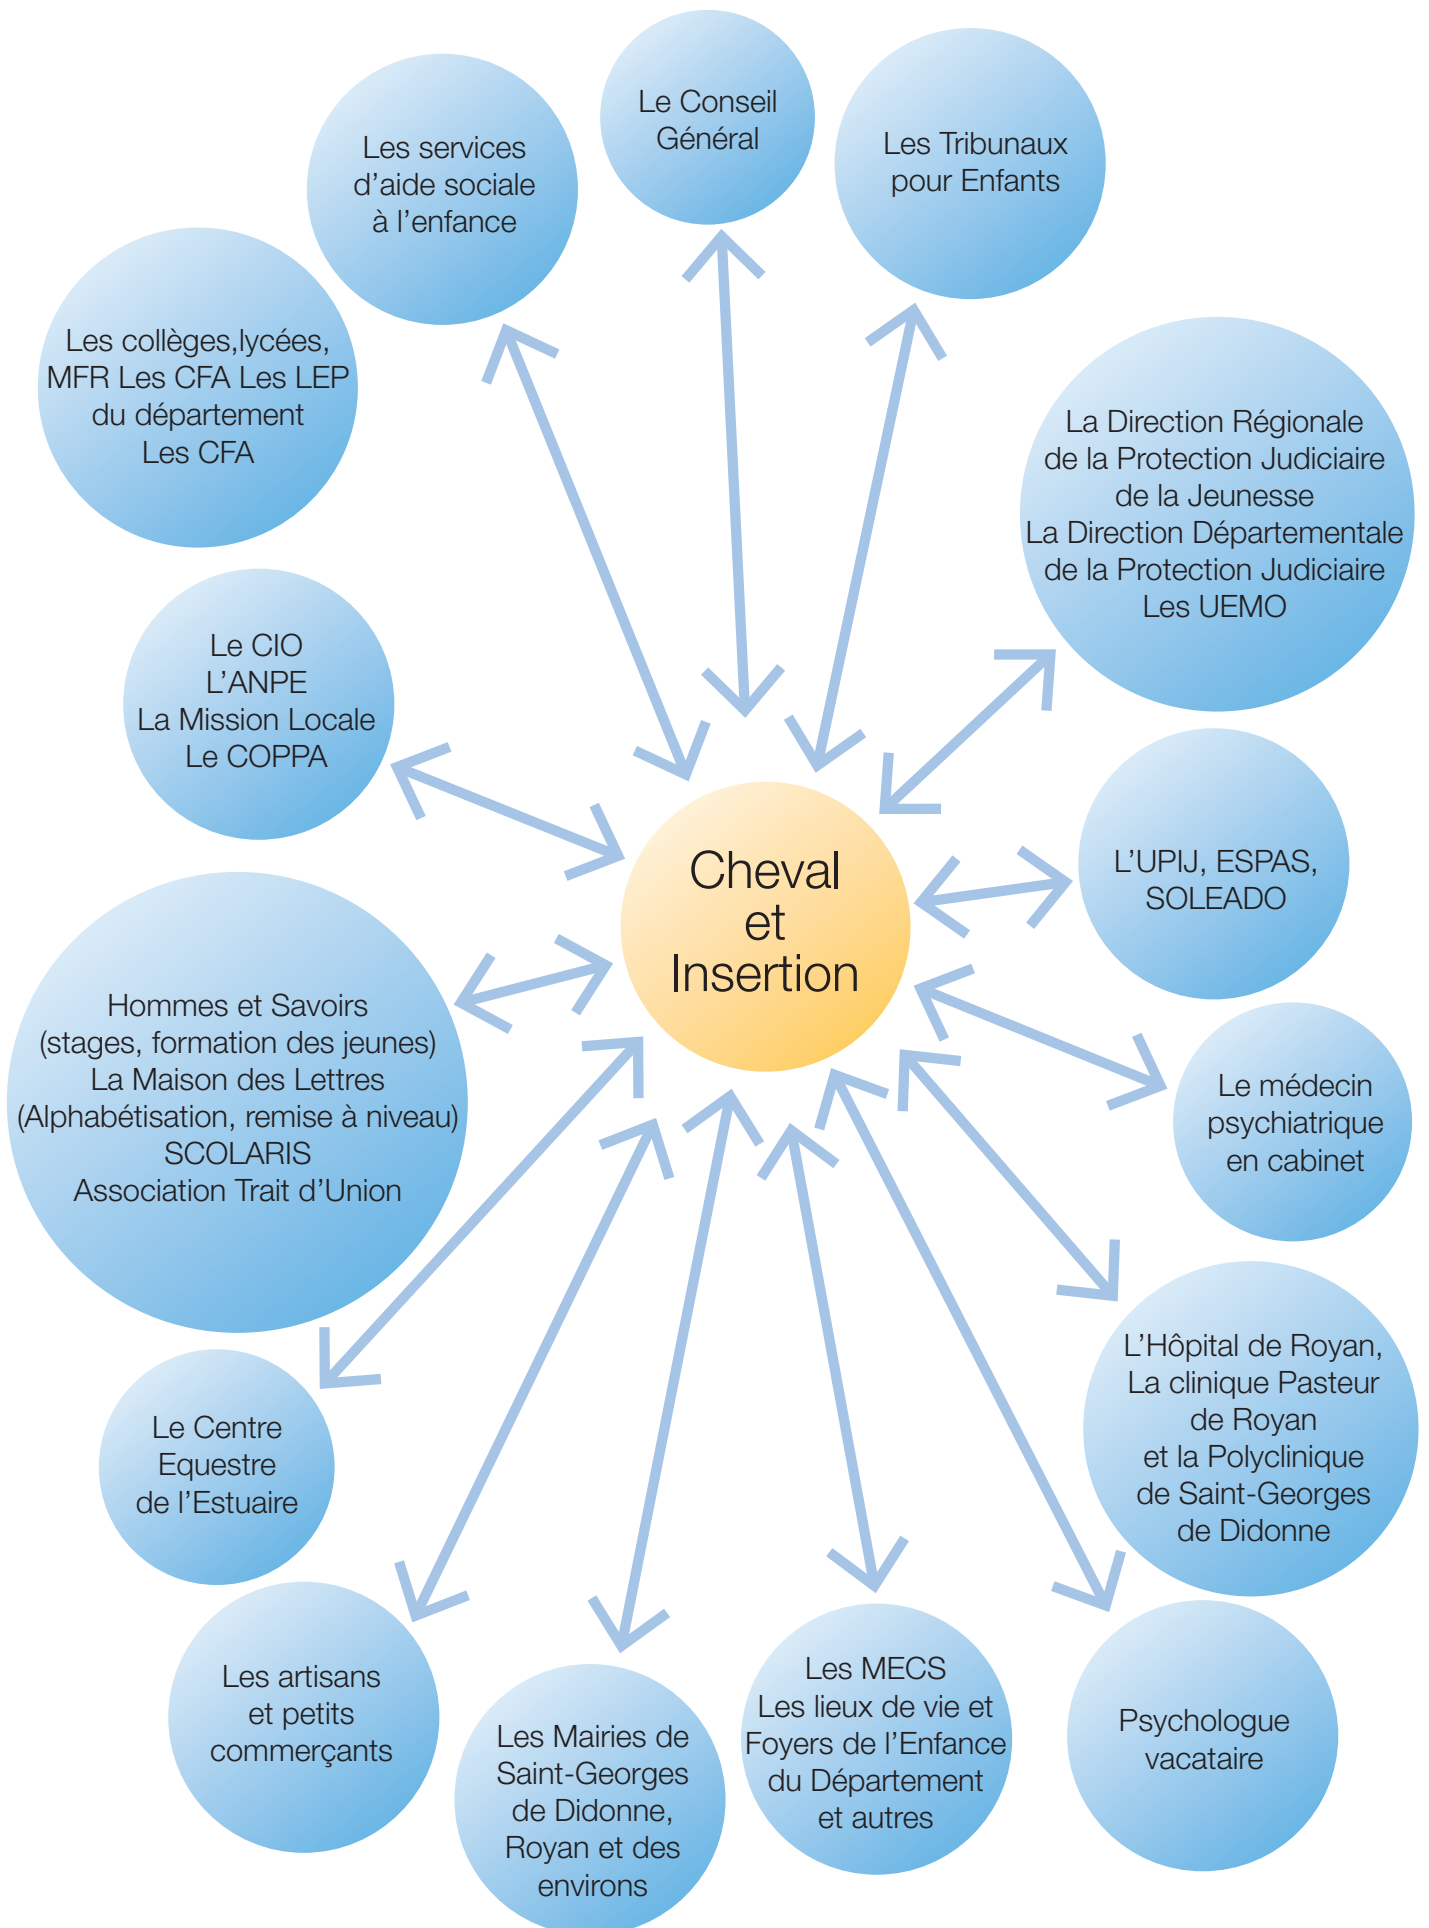 Le Conseil
Général
Les services
d’aide sociale
à l’enfance
Les Tribunaux
pour Enfants
Les collèges,lycées,
MFR Les CFA Les LEP
du département
Les CFA
La Direction Régionale
de la Protection Judiciaire
de la Jeunesse
La Direction Départementale
de la Protection Judiciaire
Les UEMO
Le CIO
L’ANPE
La Mission Locale
Le COPPA
Cheval
et
Insertion
L’UPIJ, ESPAS,
SOLEADO
Hommes et Savoirs
(stages, formation des jeunes)
La Maison des Lettres
(Alphabétisation, remise à niveau)
SCOLARIS
Association Trait d’Union
Le médecin
psychiatrique
en cabinet
L’Hôpital de Royan,
La clinique Pasteur
de Royan
et la Polyclinique
de Saint-Georges
de Didonne
Le Centre
Equestre
de l’Estuaire
Les artisans
et petits
commerçants
Les Mairies de
Saint-Georges
de Didonne,
Royan et des
environs
Les MECS
Les lieux de vie et
Foyers de l’Enfance
du Département
et autres
Psychologue
vacataire